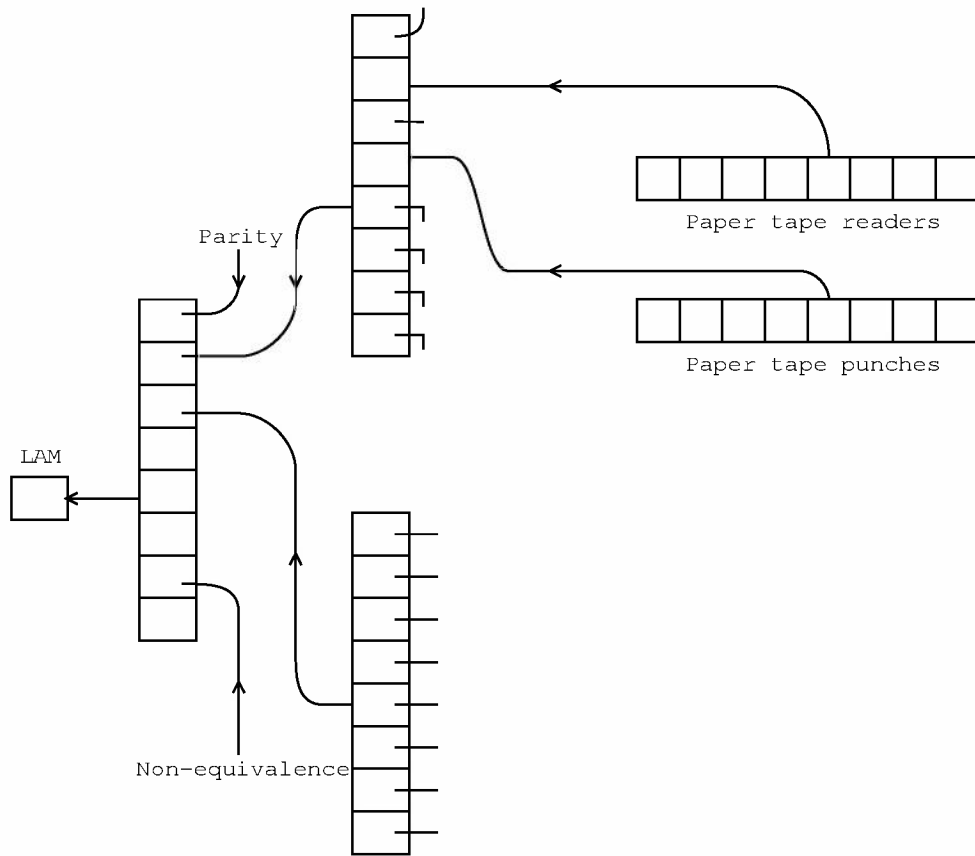 Paper tape readers
Parity
Paper tape punches
LAM
Non-equivalence